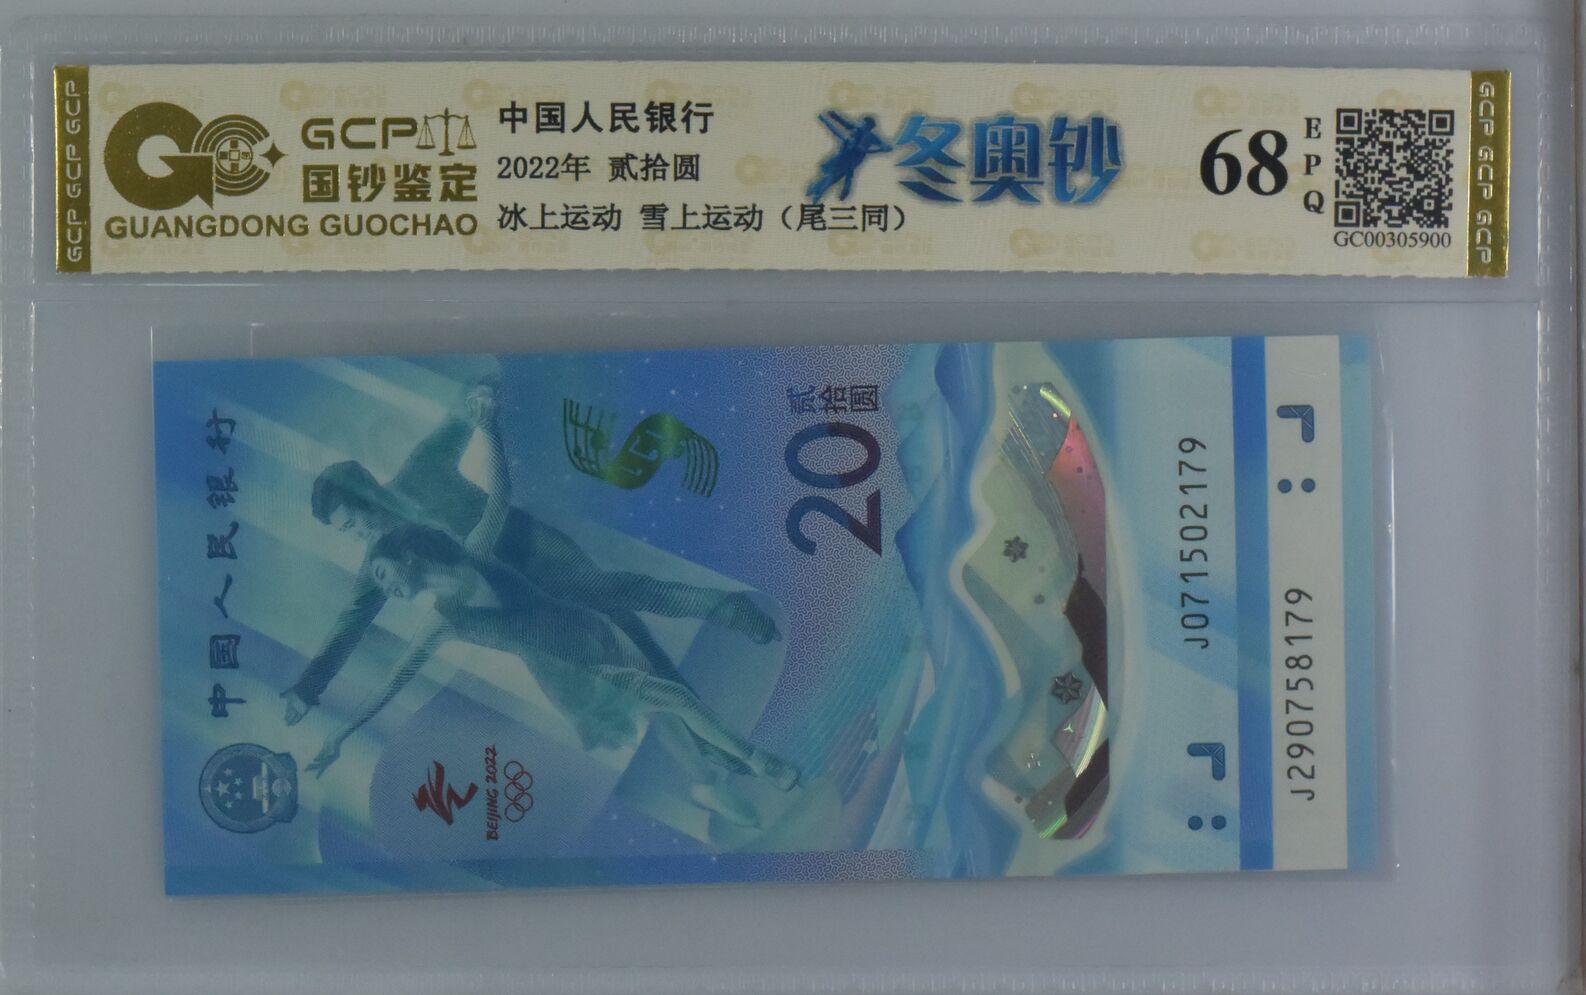 GCP GCP GCP
GCP
国钞鉴定
GUANGDONG GUOCHAO
中国人民银行
2022年 贰拾圆
冰上运动 雪上运动（尾三同）
冬奥钞
68
EPQ
GC00305900
GCP GCP GCP
中国人民银行
贰拾圆
20
BEIJING 2022
J071502179
J290758179